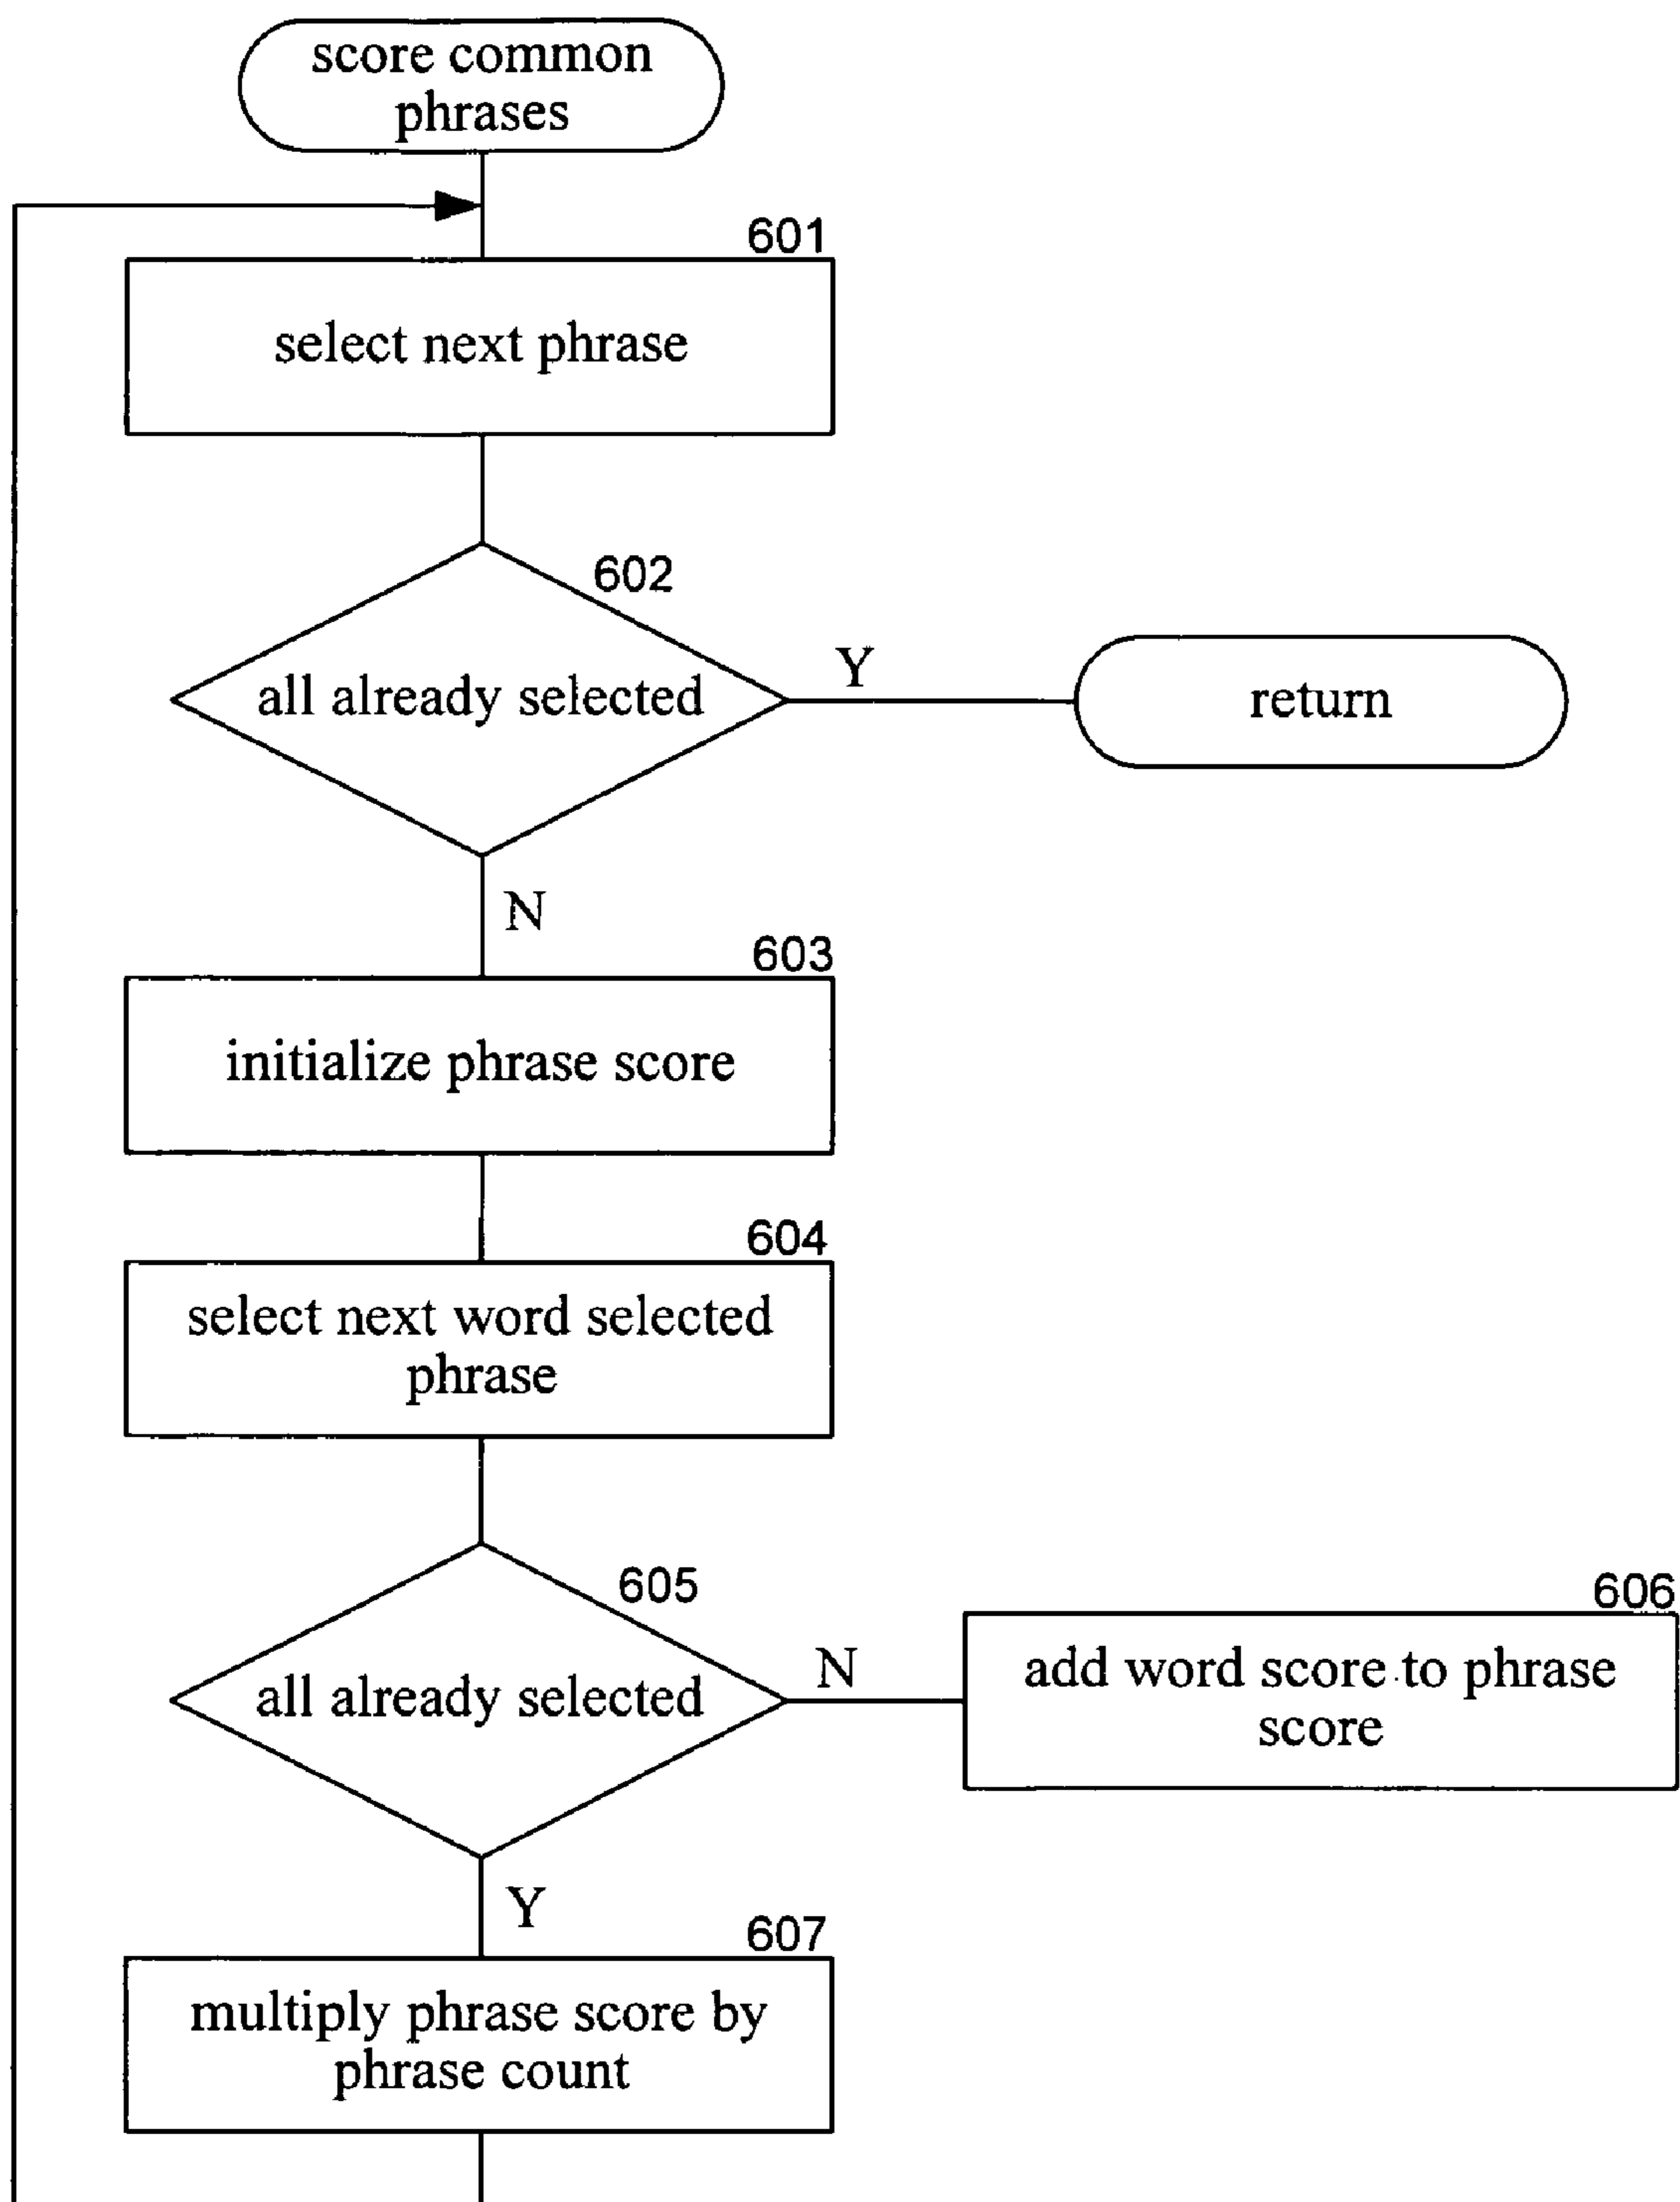 score common
phrases
601
select next phrase
602
all already selected
Y
return
N
603
initialize phrase score
604
select next word selected
phrase
605
all already selected
N
606
add word score to phrase
score
Y
607
multiply phrase score by
phrase count